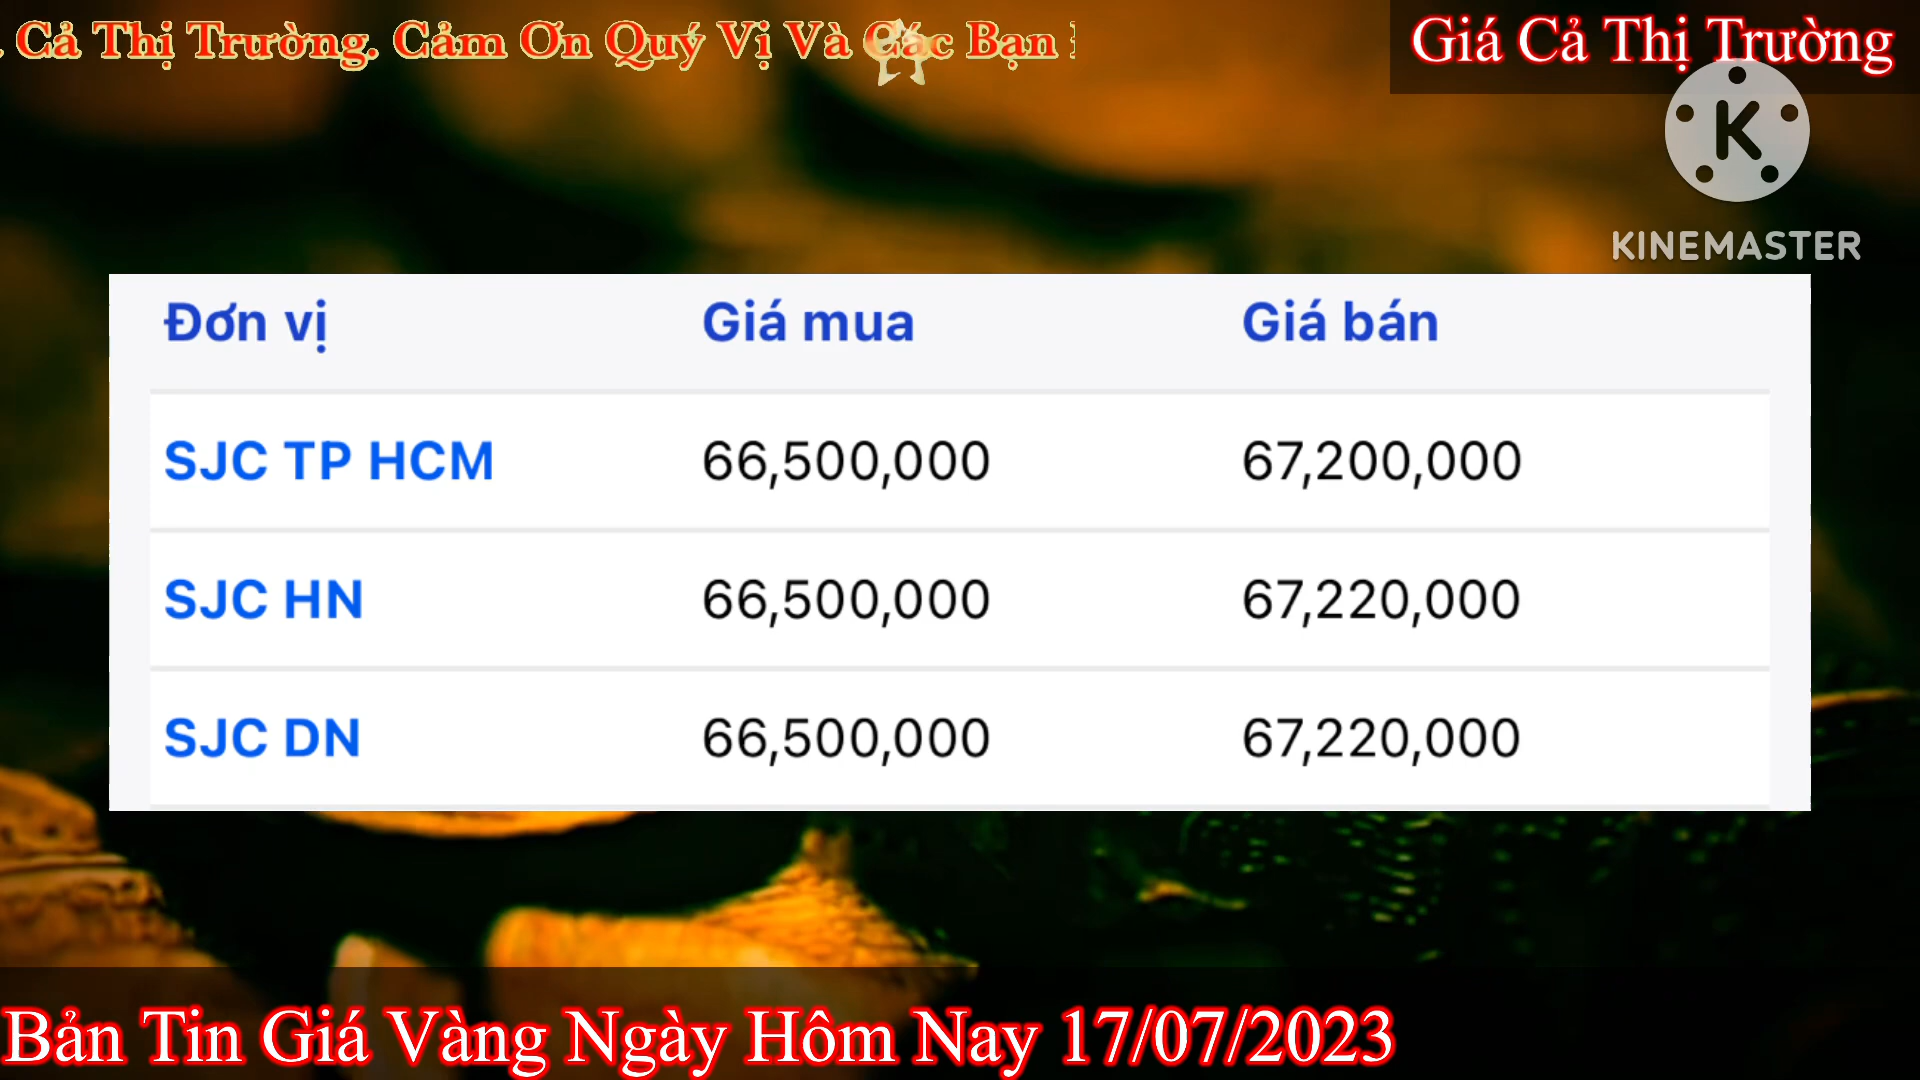 Cả Thị Trường. Cảm Ơn Quý Vị Và Các Bạn
Giá Cả Thị Trường
K
KINEMASTER
Đơn vị Giá mua Giá bán
SJC TP HCM 66,500,000 67,200,000
SJC HN 66,500,000 67,220,000
SJC DN 66,500,000 67,220,000
Bản Tin Giá Vàng Ngày Hôm Nay 17/07/2023